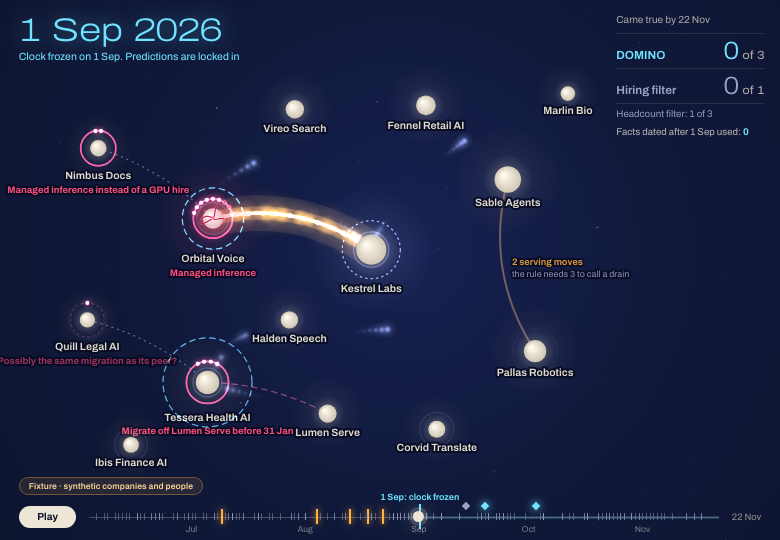 1 Sep 2026
Clock frozen on 1 Sep. Predictions are locked in
Came true by 22 Nov
DOMINO 0 of 3
Hiring filter 0 of 1
Headcount filter: 1 of 3
Facts dated after 1 Sep used: 0
Marlin Bio
Vireo Search
Fennel Retail AI
Nimbus Docs
Managed inference instead of a GPU hire
Sable Agents
Orbital Voice
Managed inference
2 serving moves
the rule needs 3 to call a drain
Kestrel Labs
Halden Speech
Quill Legal AI
Possibly the same migration as its peer?
Pallas Robotics
Tessera Health AI
Migrate off Lumen Serve before 31 Jan
Lumen Serve
Corvid Translate
Ibis Finance AI
Fixture · synthetic companies and people
1 Sep: clock frozen
Play
22 Nov
Jul Aug Sep Oct Nov